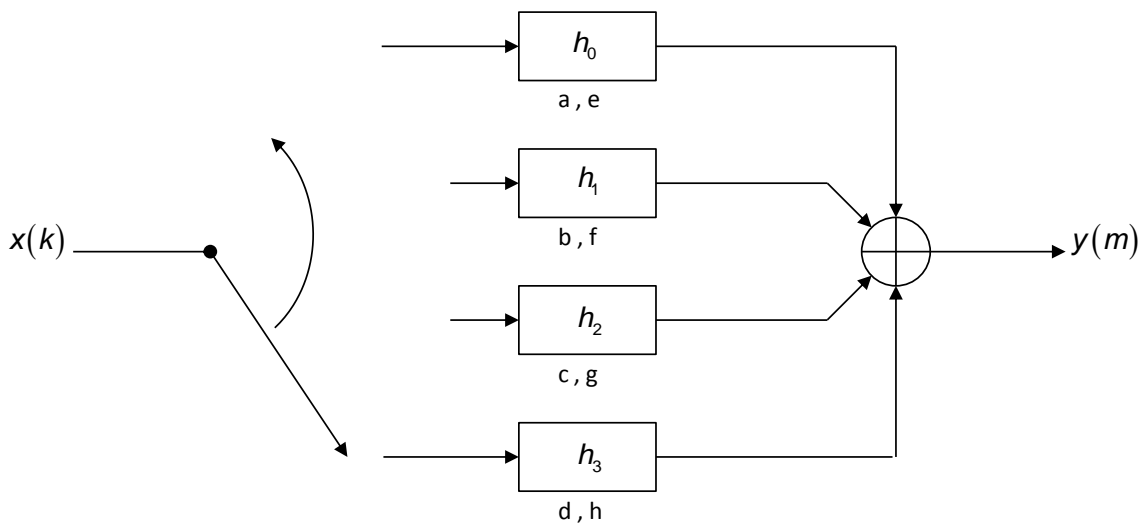 h₀
a , e
h₁
b , f
x(k)
y(m)
h₂
c , g
h₃
d , h